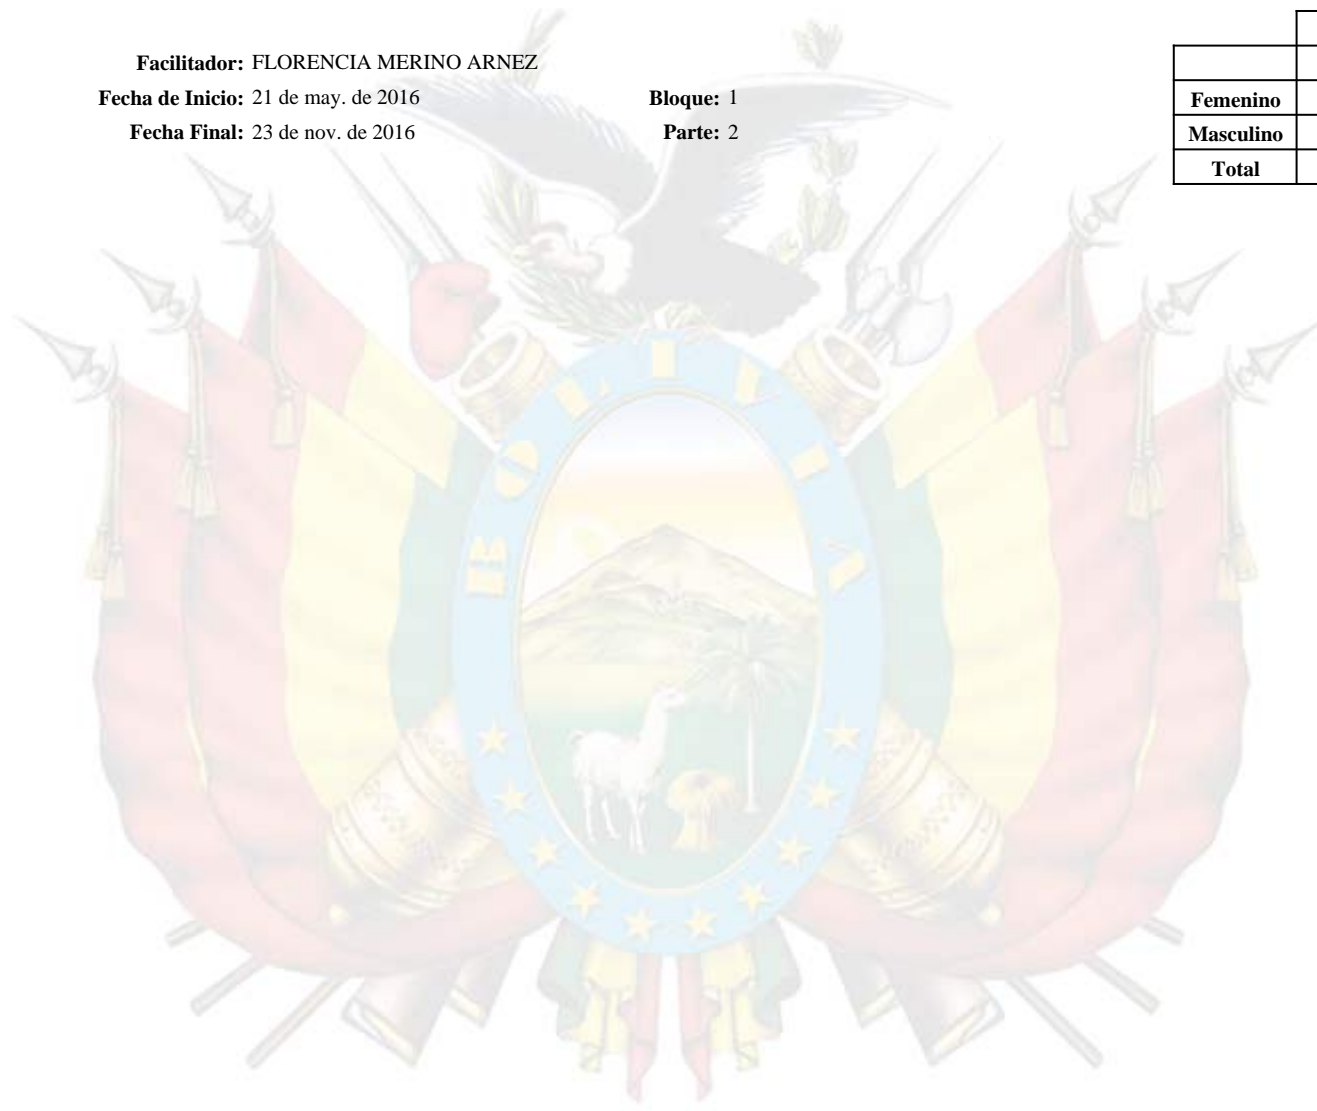 Facilitador: FLORENCIA MERINO ARNEZ
Fecha de Inicio: 21 de may. de 2016 Bloque: 1
Fecha Final: 23 de nov. de 2016 Parte: 2
Femenino
Masculino
Total
BOLIVIA